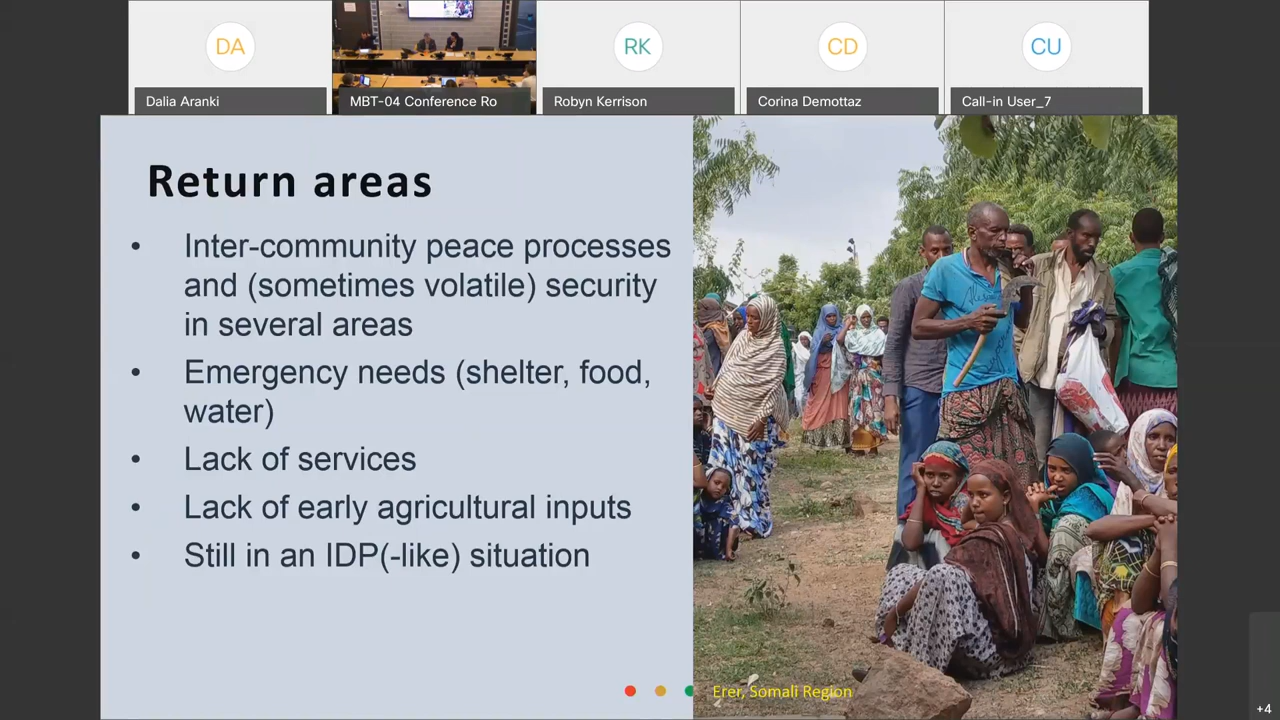 DA
RK
CD
CU
Dalia Aranki
MBT-04 Conference Ro
Robyn Kerrison
Corina Demottaz
Call-in User_7
Return areas
• Inter-community peace processes
and (sometimes volatile) security
in several areas
• Emergency needs (shelter, food,
water)
• Lack of services
• Lack of early agricultural inputs
• Still in an IDP(-like) situation
Erer, Somali Region
+4